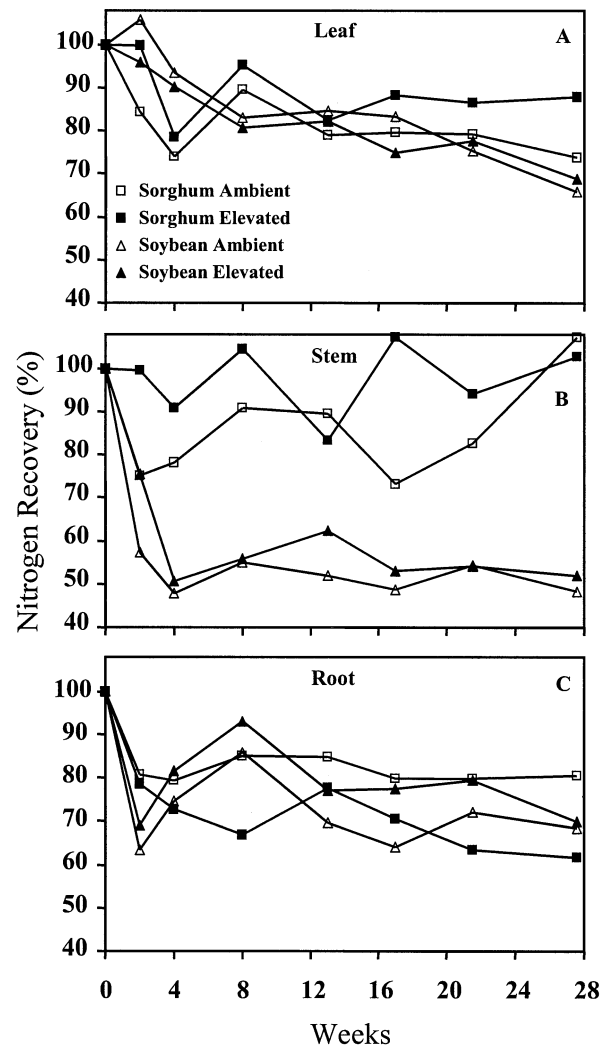 Leaf
A
100
90
80
70
60
50
40
Sorghum Ambient
Sorghum Elevated
Soybean Ambient
Soybean Elevated
Nitrogen Recovery (%)
Stem
B
100
90
80
70
60
50
40
Root
C
100
90
80
70
60
50
40
0 4 8 12 16 20 24 28
Weeks